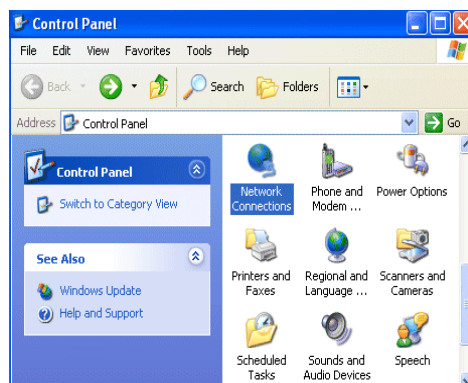 Control Panel
File Edit View Favorites Tools Help
Back Search Folders
Address Control Panel Go
Control Panel
Switch to Category View
See Also
Windows Update
Help and Support
Network Connections
Phone and Modem ...
Power Options
Printers and Faxes
Regional and Language ...
Scanners and Cameras
Scheduled Tasks
Sounds and Audio Devices
Speech